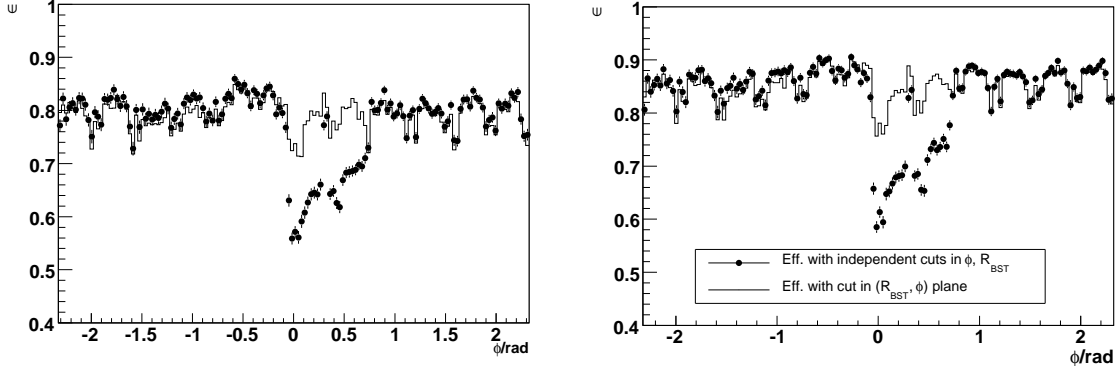 ∈
1
0.9
0.8
0.7
0.6
0.5
0.4
-2 -1.5 -1 -0.5 0 0.5 1 1.5 2
ϕ/rad
∈
1
0.9
0.8
0.7
0.6
0.5
0.4
Eff. with independent cuts in ϕ, R_BST
Eff. with cut in (R_BST, ϕ) plane
-2 -1 0 1 2
ϕ/rad